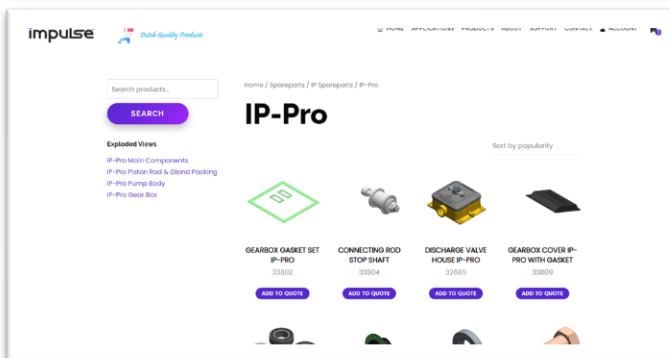 impulse
Dutch Quality Products
HOME APPLICATIONS PRODUCTS ABOUT SUPPORT CONTACT ACCOUNT
Search products…
SEARCH
Exploded Views
IP-Pro Main Components
IP-Pro Piston Rod & Gland Packing
IP-Pro Pump Body
IP-Pro Gear Box
Home / Spareparts / IP Spareparts / IP-Pro
IP-Pro
Sort by popularity
GEARBOX GASKET SET
IP-PRO
33802
ADD TO QUOTE
CONNECTING ROD
STOP SHAFT
33804
ADD TO QUOTE
DISCHARGE VALVE
HOUSE IP-PRO
32685
ADD TO QUOTE
GEARBOX COVER IP-
PRO WITH GASKET
33809
ADD TO QUOTE